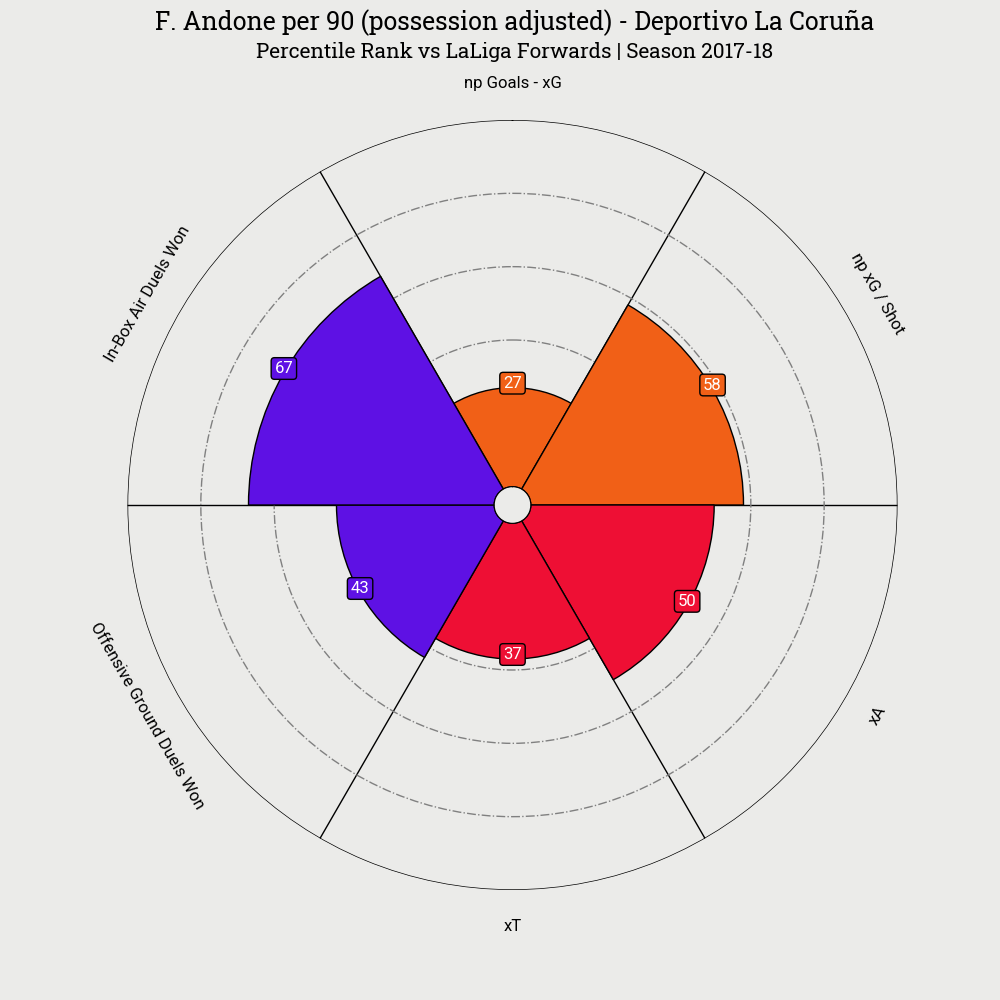 F. Andone per 90 (possession adjusted) - Deportivo La Coruña
Percentile Rank vs LaLiga Forwards | Season 2017-18
np Goals - xG
In-Box Air Duels Won
np xG / Shot
67
27
58
43
37
50
Offensive Ground Duels Won
xA
xT